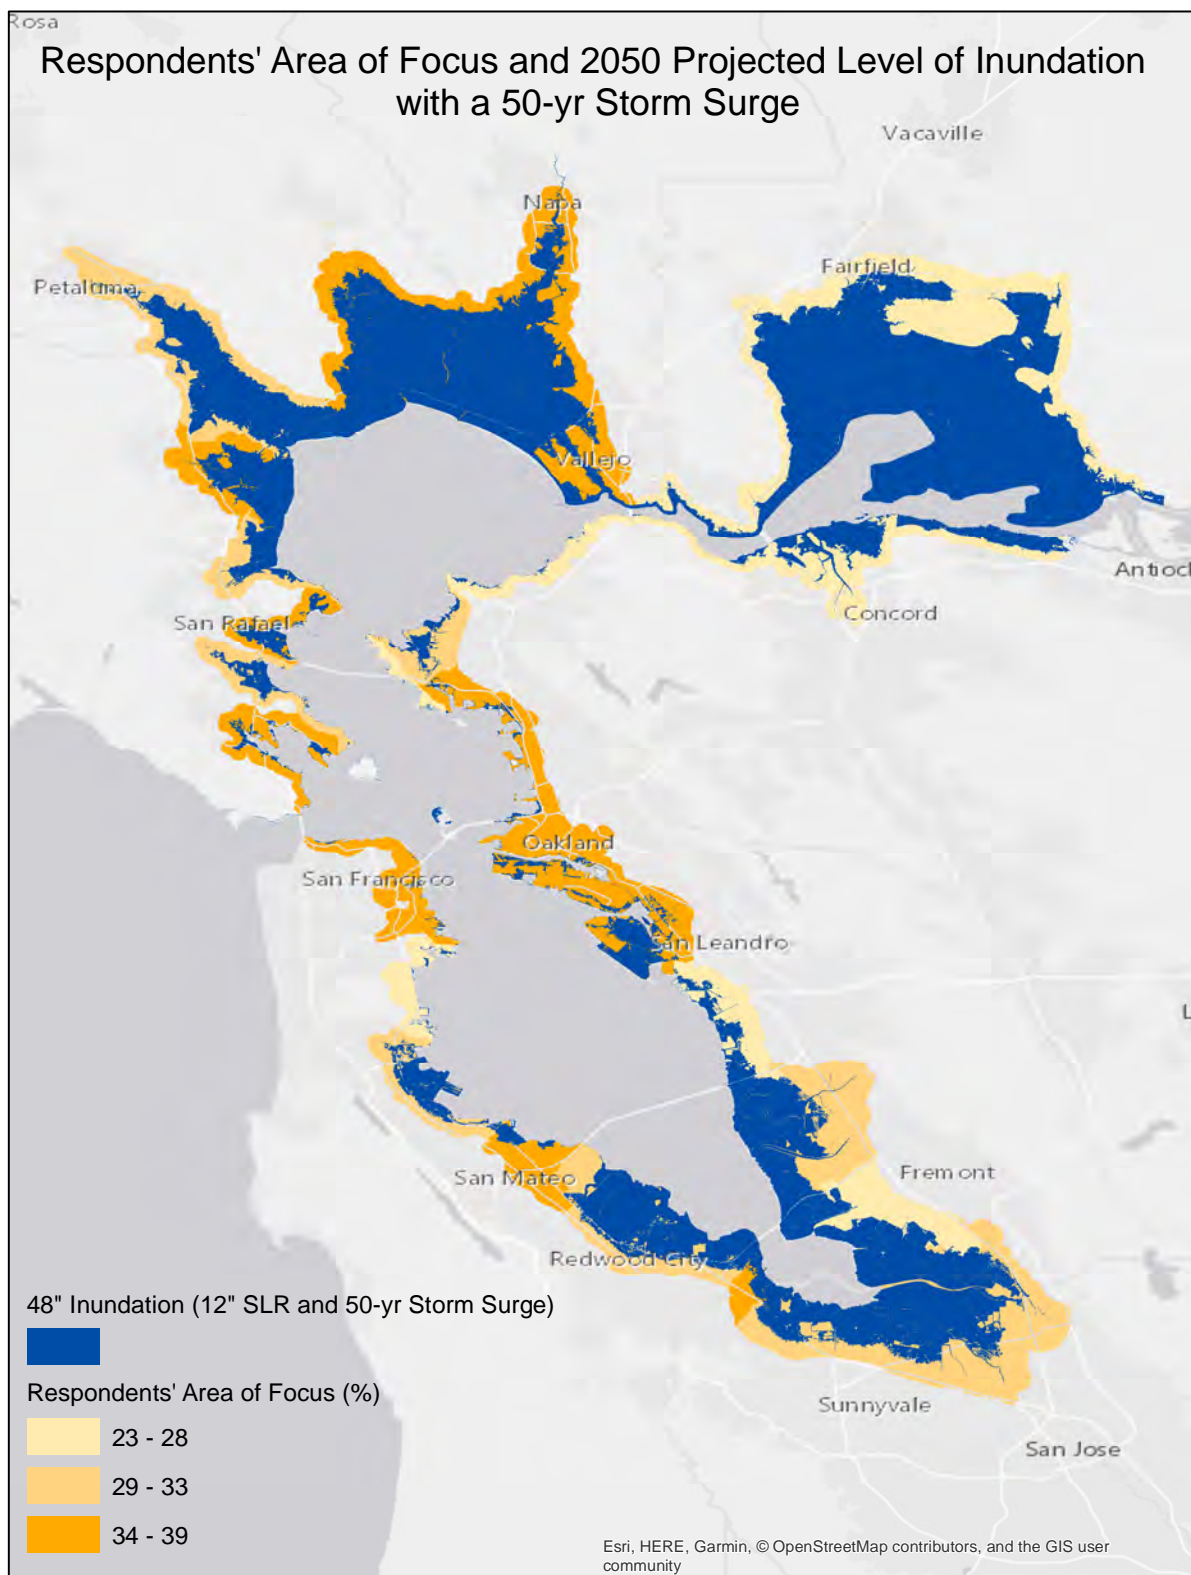 Rosa
Respondents' Area of Focus and 2050 Projected Level of Inundation
with a 50-yr Storm Surge
Vacaville
Napa
Fairfield
Petaluma
Vallejo
Antioch
Concord
San Rafael
Oakland
San Francisco
San Leandro
Fremont
San Mateo
Redwood City
48" Inundation (12" SLR and 50-yr Storm Surge)
Respondents' Area of Focus (%)
Sunnyvale
23 - 28
San Jose
29 - 33
34 - 39
Esri, HERE, Garmin, © OpenStreetMap contributors, and the GIS user
community